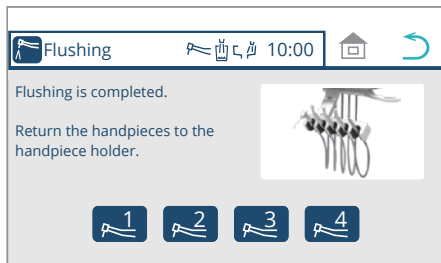 Flushing 10:00
Flushing is completed.
Return the handpieces to the
handpiece holder.
1 2 3 4